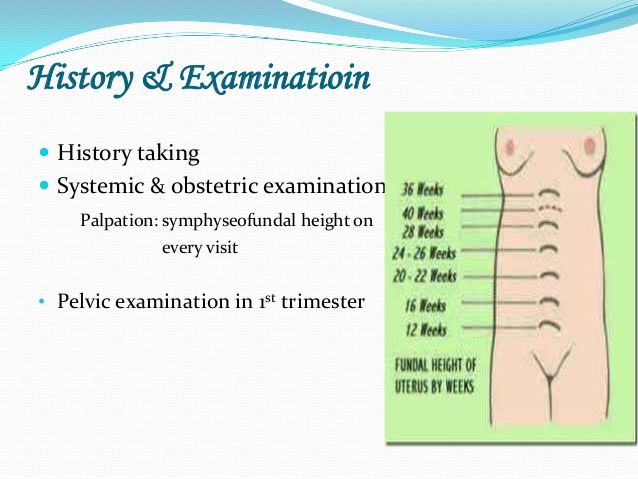 History & Examinatioin
History taking
Systemic & obstetric examination
Palpation: symphyseofundal height on
every visit
Pelvic examination in 1st trimester
36 Weeks
40 Weeks
28 Weeks
24 - 26 Weeks
20 - 22 Weeks
16 Weeks
12 Weeks
FUNDAL HEIGHT OF
UTERUS BY WEEKS